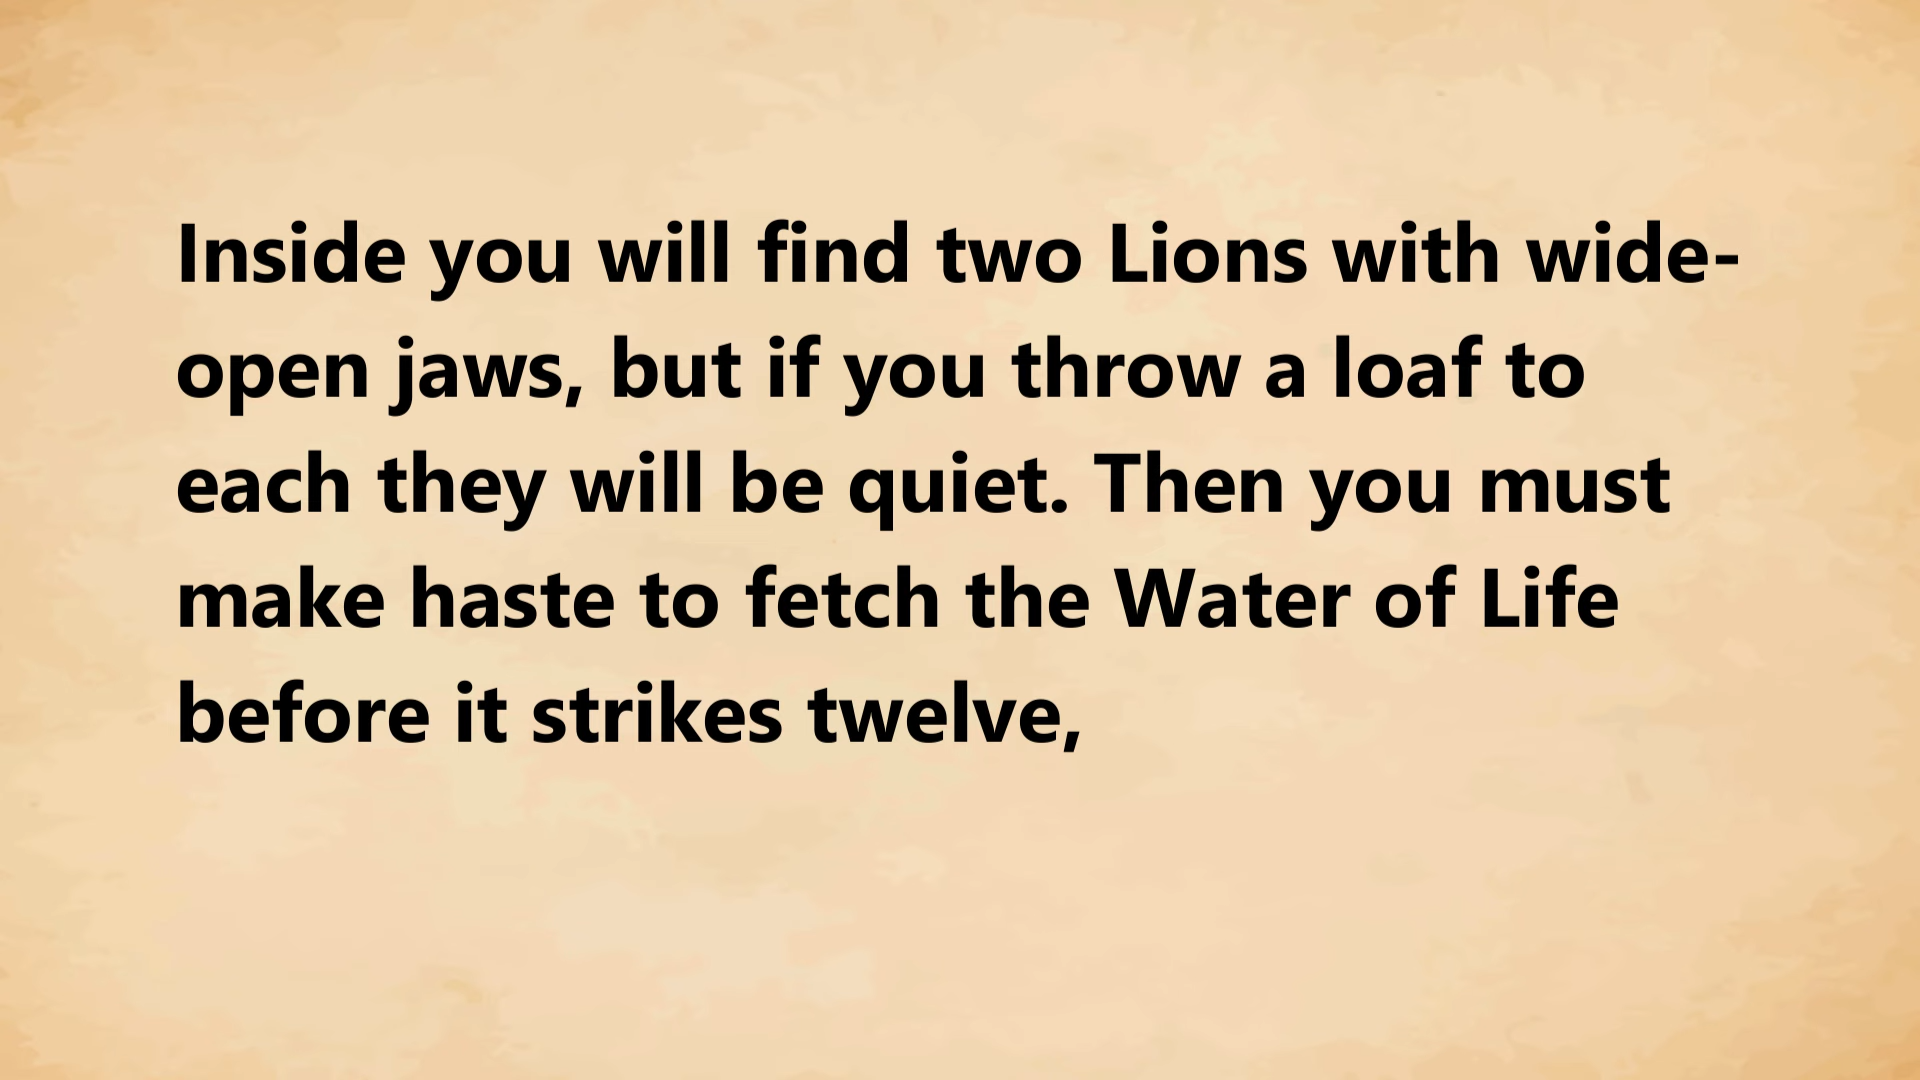 Inside you will find two Lions with wide-
open jaws, but if you throw a loaf to
each they will be quiet. Then you must
make haste to fetch the Water of Life
before it strikes twelve,